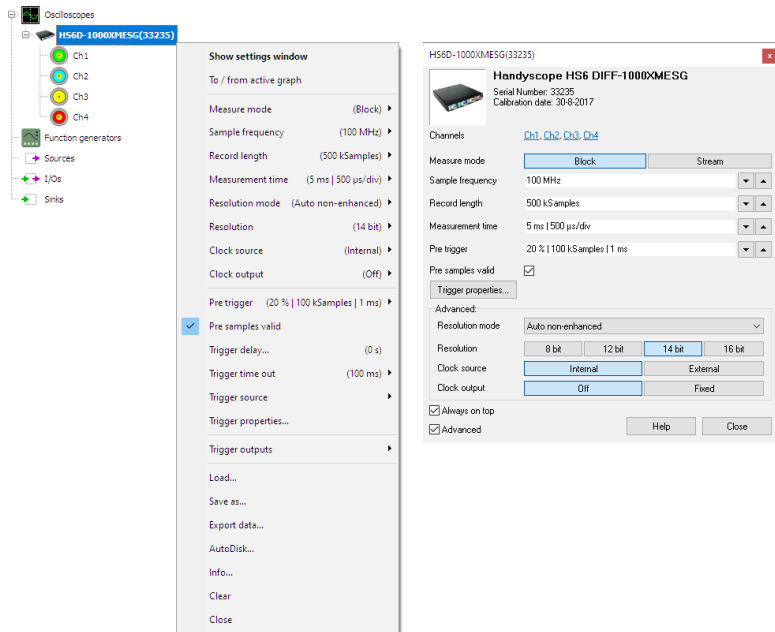 Oscilloscopes
HS6D-1000XMESG(33235)
Ch1
Ch2
Ch3
Ch4
Function generators
Sources
I/Os
Sinks
Show settings window
To / from active graph
Measure mode (Block)
Sample frequency (100 MHz)
Record length (500 kSamples)
Measurement time (5 ms | 500 µs/div)
Resolution mode (Auto non-enhanced)
Resolution (14 bit)
Clock source (Internal)
Clock output (Off)
Pre trigger (20 % | 100 kSamples | 1 ms)
Pre samples valid
Trigger delay... (0 s)
Trigger time out (100 ms)
Trigger source
Trigger properties...
Trigger outputs
Load...
Save as...
Export data...
AutoDisk...
Info...
Clear
Close
HS6D-1000XMESG(33235)
x
Handyscope HS6 DIFF-1000XMESG
Serial Number: 33235
Calibration date: 30-8-2017
Channels Ch1, Ch2, Ch3, Ch4
Measure mode Block Stream
Sample frequency 100 MHz
Record length 500 kSamples
Measurement time 5 ms | 500 µs/div
Pre trigger 20 % | 100 kSamples | 1 ms
Pre samples valid
Trigger properties...
Advanced:
Resolution mode Auto non-enhanced
Resolution 8 bit 12 bit 14 bit 16 bit
Clock source Internal External
Clock output Off Fixed
Always on top
Advanced Help Close